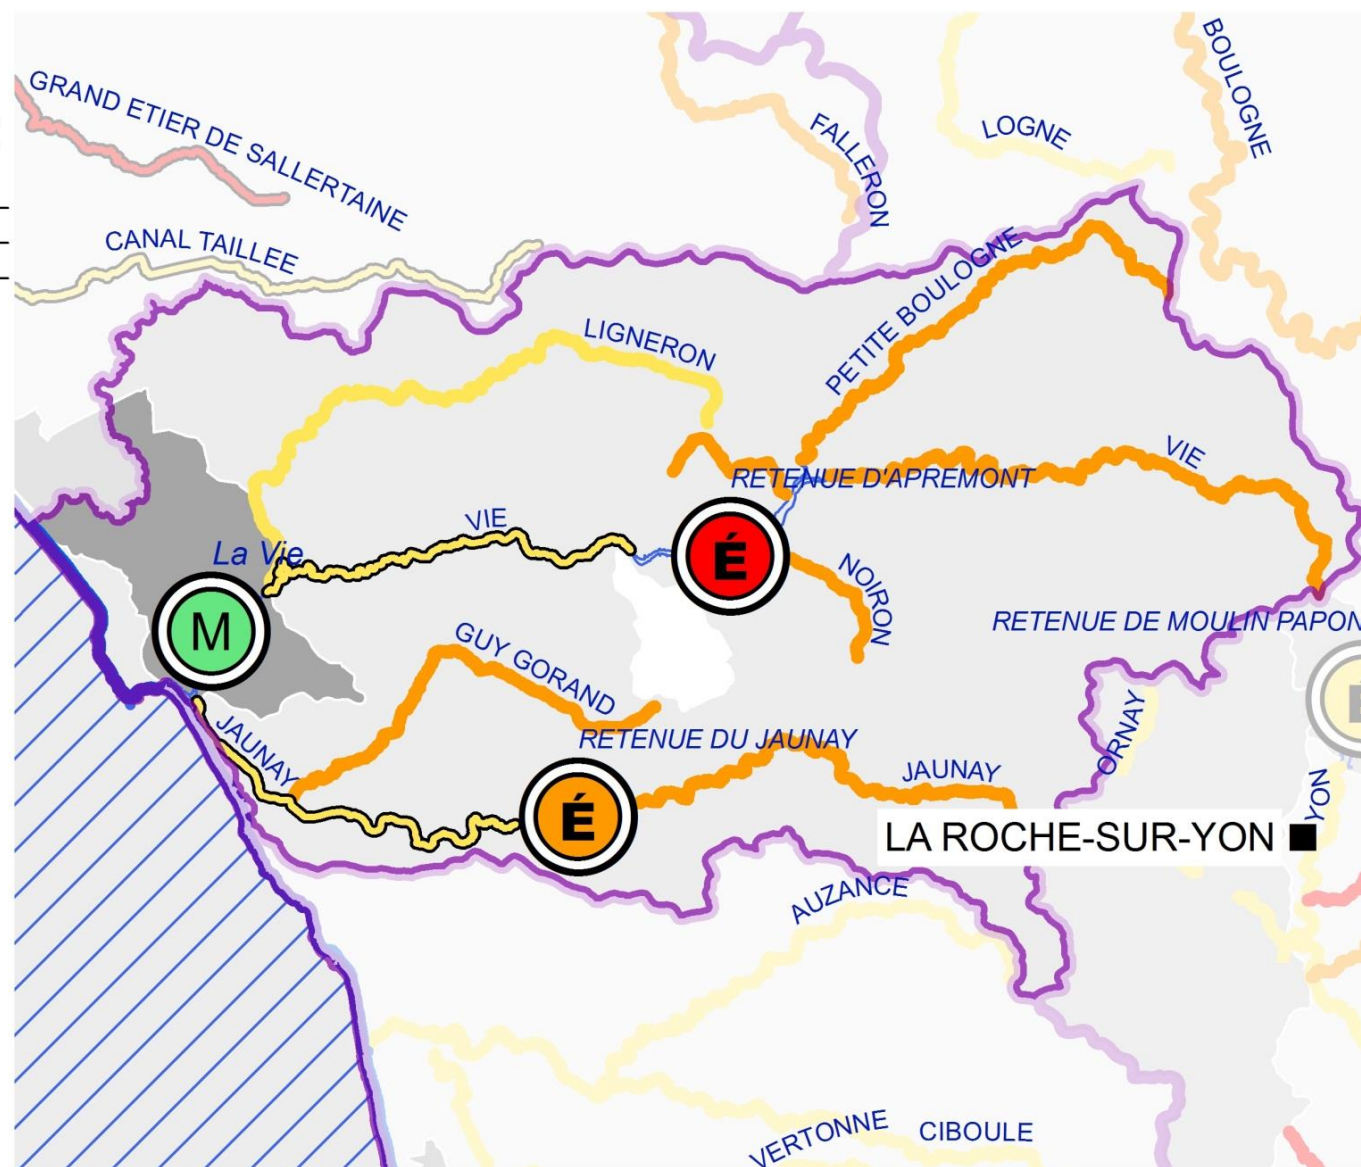 BOULOGNE
GRAND ETIER DE SALLERTAINE
FALLERON
LOGNE
CANAL TAILLEE
PETITE BOULOGNE
LIGNERON
VIE
RETENUE D'APREMONT
VIE
La Vie
É
NOIRON
M
GUY GORAND
RETENUE DE MOULIN PAPON
JAUNAY
RETENUE DU JAUNAY
ORNAY
JAUNAY
YON
É
LA ROCHE-SUR-YON
AUZANCE
VERTONNE
CIBOULE